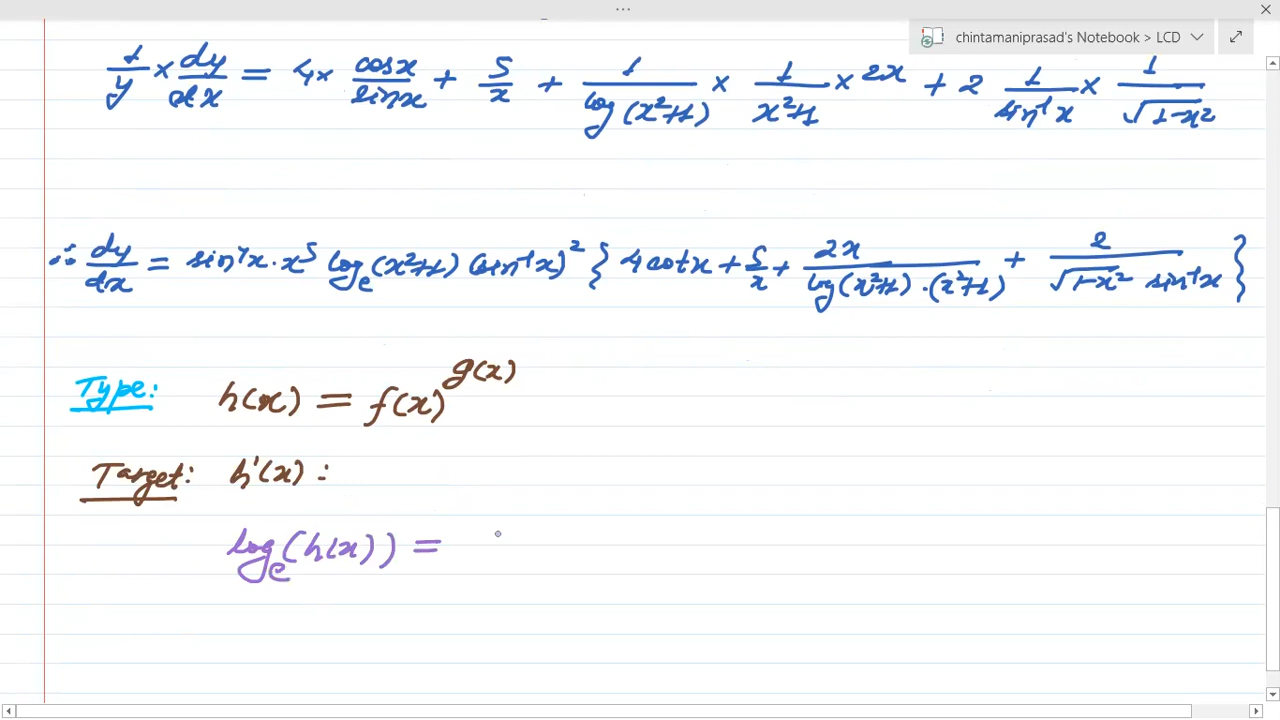 ...
chintamaniprasad's Notebook > LCD
1/y × dy/dx = 4× cosx/sinx + 5/x + 1/log(x²+1) × 1/x²+1 × 2x + 2 1/sin⁻¹x × 1/√1-x²
∴ dy/dx = sin⁴x·x⁵ logₑ(x²+1) (sin⁻¹x)² { 4cotx + 5/x + 2x/log(x²+1)·(x²+1) + 2/√1-x² sin⁻¹x }
Type: h(x) = f(x)^g(x)
Target: h'(x) :
logₑ(h(x)) =